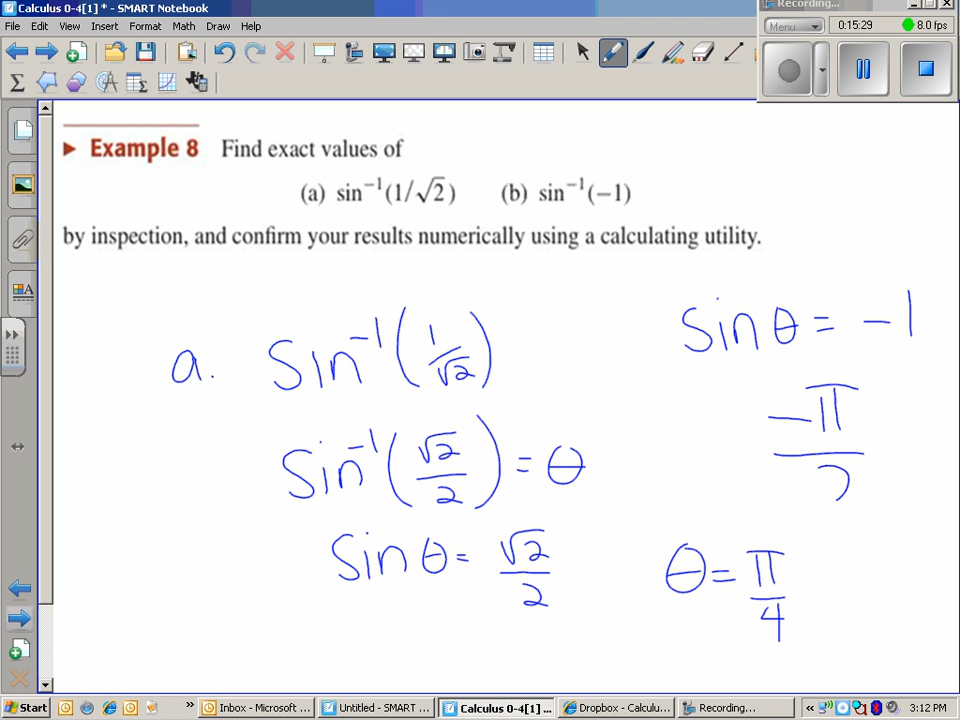 Calculus 0-4[1] * - SMART Notebook
Recording...
File Edit View Insert Format Math Draw Help
Menu
0:15:29
8.0 fps
Example 8 Find exact values of
(a) sin⁻¹(1/√2) (b) sin⁻¹(−1)
by inspection, and confirm your results numerically using a calculating utility.
a. Sin⁻¹(1/√2)
Sin⁻¹(√2/2) = θ
Sin θ = √2/2
Sin θ = −1
−π/2
θ = π/4
Start
Inbox - Microsoft ...
Untitled - SMART ...
Calculus 0-4[1] ...
Dropbox - Calculu...
Recording...
3:12 PM